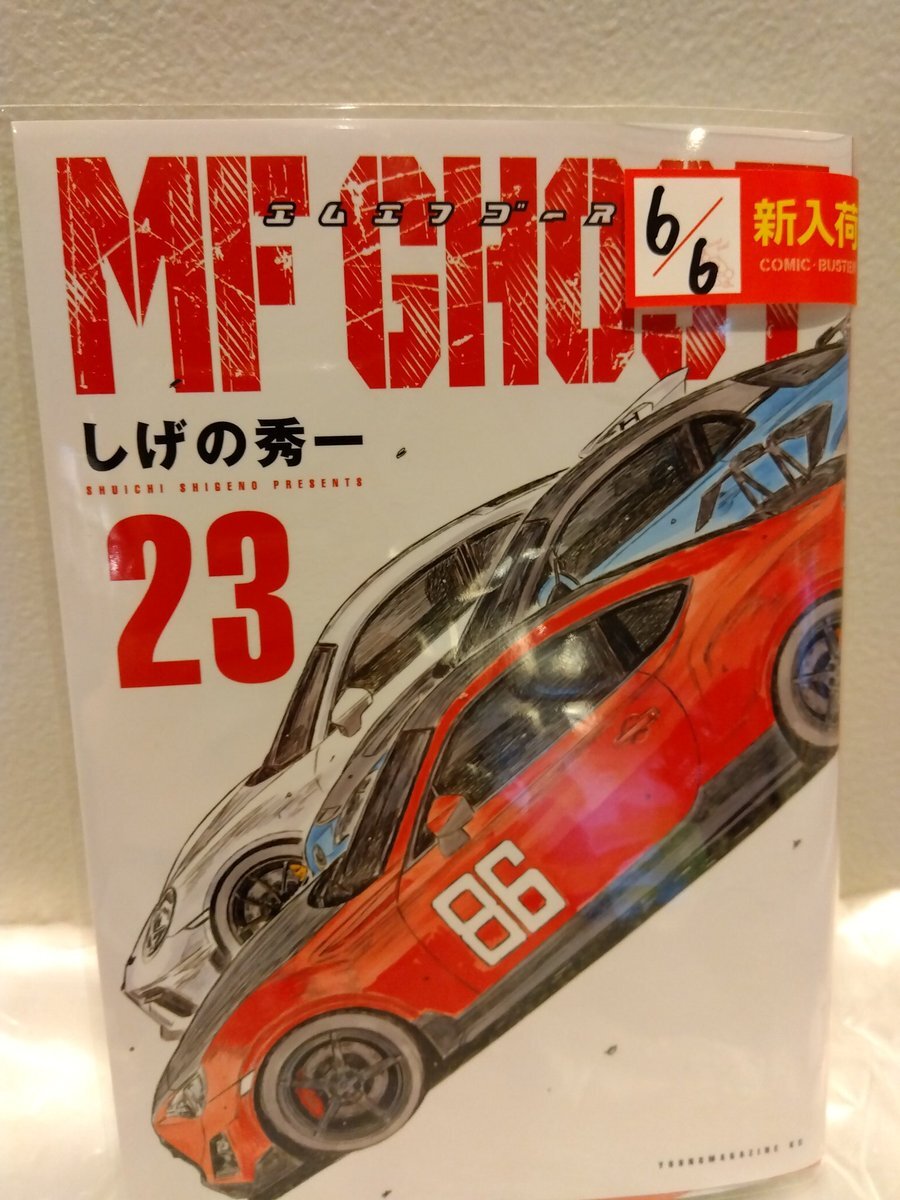 MF GHOST
エムエフ ゴースト
6/6
新入荷
COMIC・BUSTER
しげの秀一
SHUICHI SHIGENO PRESENTS
23
86
YOUNGMAGAZINE KC